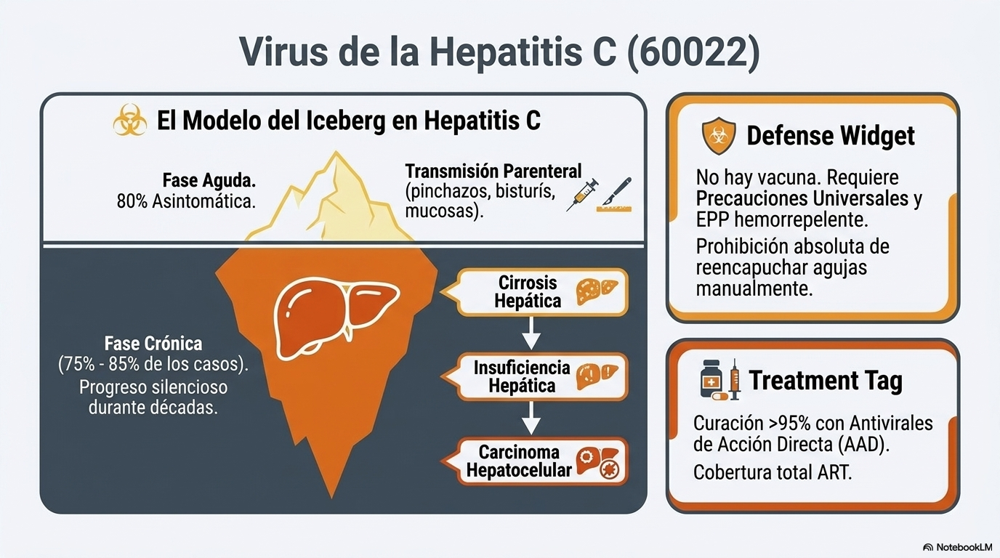 Virus de la Hepatitis C (60022)
El Modelo del Iceberg en Hepatitis C
Fase Aguda.
80% Asintomática.
Transmisión Parenteral
(pinchazos, bisturís,
mucosas).
Fase Crónica
(75% - 85% de los casos).
Progreso silencioso
durante décadas.
Cirrosis
Hepática
Insuficiencia
Hepática
Carcinoma
Hepatocelular
Defense Widget
No hay vacuna. Requiere
Precauciones Universales y
EPP hemorrepelente.
Prohibición absoluta de
reencapuchar agujas
manualmente.
Treatment Tag
Curación >95% con Antivirales
de Acción Directa (AAD).
Cobertura total ART.
NotebookLM